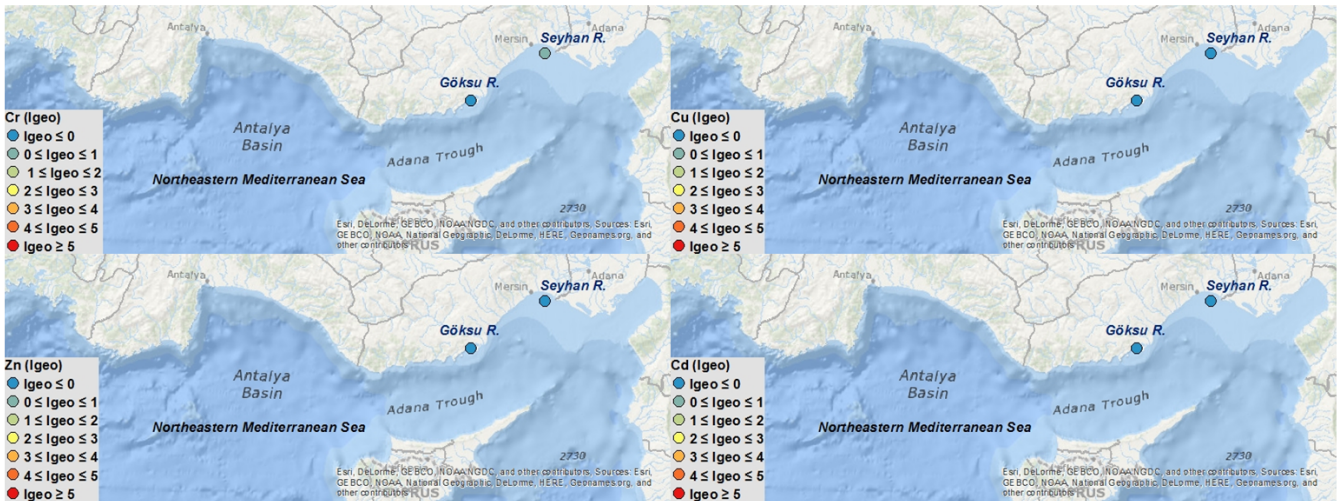 Antalya
Adana
Mersin
Seyhan R.
Göksu R.
Cr (Igeo)
Igeo ≤ 0
0 ≤ Igeo ≤ 1
1 ≤ Igeo ≤ 2
2 ≤ Igeo ≤ 3
3 ≤ Igeo ≤ 4
4 ≤ Igeo ≤ 5
Igeo ≥ 5
Antalya
Basin
Adana Trough
Northeastern Mediterranean Sea
2730
Esri, DeLorme, GEBCO, NOAA NGDC, and other contributors, Sources: Esri,
GEBCO, NOAA, National Geographic, DeLorme, HERE, Geonames.org, and
other contributors
RUS
Antalya
Adana
Mersin
Seyhan R.
Göksu R.
Cu (Igeo)
Igeo ≤ 0
0 ≤ Igeo ≤ 1
1 ≤ Igeo ≤ 2
2 ≤ Igeo ≤ 3
3 ≤ Igeo ≤ 4
4 ≤ Igeo ≤ 5
Igeo ≥ 5
Antalya
Basin
Adana Trough
Northeastern Mediterranean Sea
2730
Esri, DeLorme, GEBCO, NOAA NGDC, and other contributors, Sources: Esri,
GEBCO, NOAA, National Geographic, DeLorme, HERE, Geonames.org, and
other contributors
RUS
Antalya
Adana
Mersin
Seyhan R.
Göksu R.
Zn (Igeo)
Igeo ≤ 0
0 ≤ Igeo ≤ 1
1 ≤ Igeo ≤ 2
2 ≤ Igeo ≤ 3
3 ≤ Igeo ≤ 4
4 ≤ Igeo ≤ 5
Igeo ≥ 5
Antalya
Basin
Adana Trough
Northeastern Mediterranean Sea
2730
Esri, DeLorme, GEBCO, NOAA NGDC, and other contributors, Sources: Esri,
GEBCO, NOAA, National Geographic, DeLorme, HERE, Geonames.org, and
other contributors
RUS
Antalya
Adana
Mersin
Seyhan R.
Göksu R.
Cd (Igeo)
Igeo ≤ 0
0 ≤ Igeo ≤ 1
1 ≤ Igeo ≤ 2
2 ≤ Igeo ≤ 3
3 ≤ Igeo ≤ 4
4 ≤ Igeo ≤ 5
Igeo ≥ 5
Antalya
Basin
Adana Trough
Northeastern Mediterranean Sea
2730
Esri, DeLorme, GEBCO, NOAA NGDC, and other contributors, Sources: Esri,
GEBCO, NOAA, National Geographic, DeLorme, HERE, Geonames.org, and
other contributors
RUS